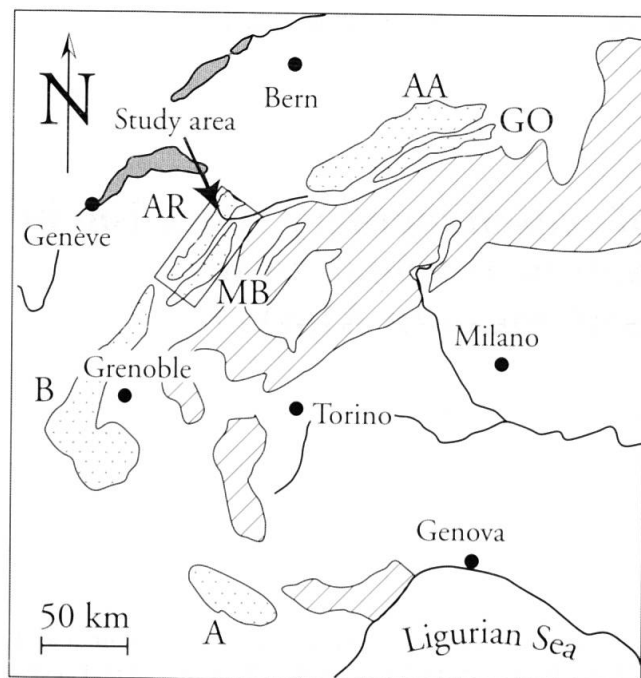 N
Bern
AA
GO
Study area
AR
Genève
MB
Milano
Grenoble
B
Torino
Genova
50 km
A
Ligurian Sea